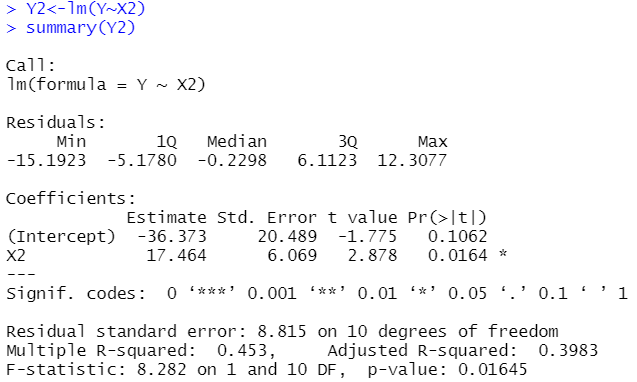 > Y2<-lm(Y~X2)
> summary(Y2)
Call:
lm(formula = Y ~ X2)
Residuals:
Min 1Q Median 3Q Max
-15.1923 -5.1780 -0.2298 6.1123 12.3077
Coefficients:
Estimate Std. Error t value Pr(>|t|)
(Intercept) -36.373 20.489 -1.775 0.1062
X2 17.464 6.069 2.878 0.0164 *
---
Signif. codes: 0 ‘***’ 0.001 ‘**’ 0.01 ‘*’ 0.05 ‘.’ 0.1 ‘ ’ 1
Residual standard error: 8.815 on 10 degrees of freedom
Multiple R-squared: 0.453, Adjusted R-squared: 0.3983
F-statistic: 8.282 on 1 and 10 DF, p-value: 0.01645